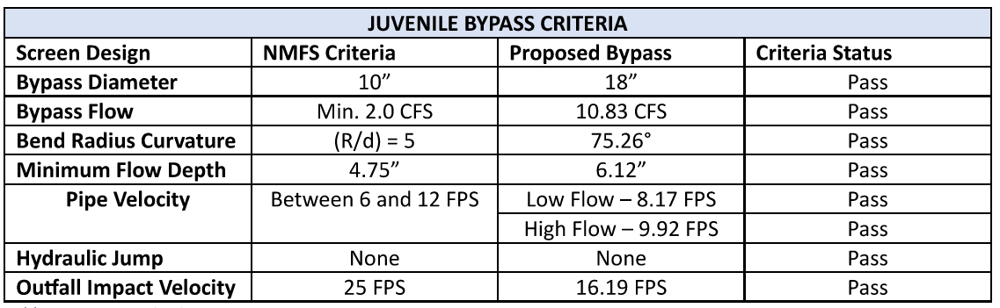 JUVENILE BYPASS CRITERIA
Screen Design NMFS Criteria Proposed Bypass Criteria Status
Bypass Diameter 10” 18” Pass
Bypass Flow Min. 2.0 CFS 10.83 CFS Pass
Bend Radius Curvature (R/d) = 5 75.26° Pass
Minimum Flow Depth 4.75” 6.12” Pass
Pipe Velocity Between 6 and 12 FPS Low Flow – 8.17 FPS Pass
High Flow – 9.92 FPS Pass
Hydraulic Jump None None Pass
Outfall Impact Velocity 25 FPS 16.19 FPS Pass